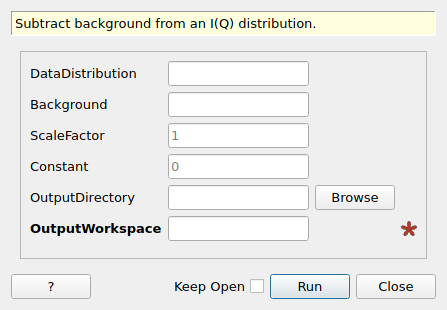 Subtract background from an I(Q) distribution.
DataDistribution
Background
ScaleFactor 1
Constant 0
OutputDirectory Browse
OutputWorkspace *
? Keep Open Run Close